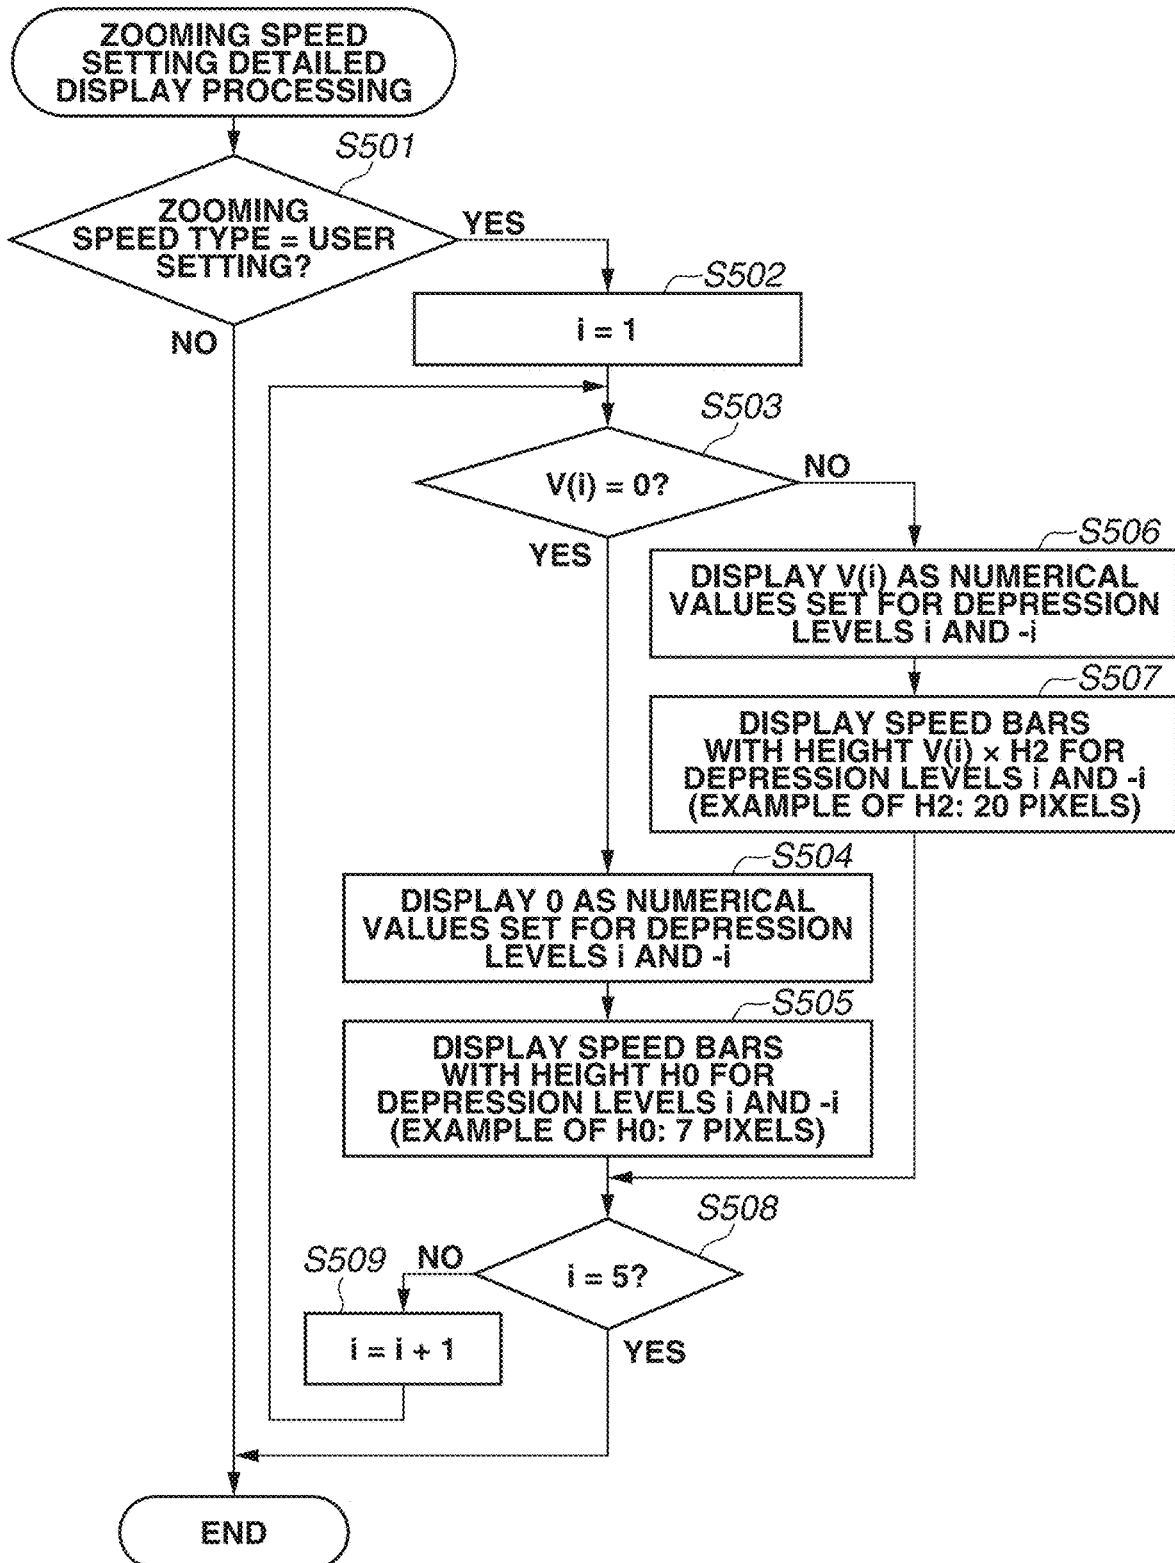 ZOOMING SPEED
SETTING DETAILED
DISPLAY PROCESSING
S501
ZOOMING
SPEED TYPE = USER
SETTING?
YES
NO
S502
i = 1
S503
V(i) = 0?
NO
YES
S506
DISPLAY V(i) AS NUMERICAL
VALUES SET FOR DEPRESSION
LEVELS i AND -i
S507
DISPLAY SPEED BARS
WITH HEIGHT V(i) × H2 FOR
DEPRESSION LEVELS i AND -i
(EXAMPLE OF H2: 20 PIXELS)
S504
DISPLAY 0 AS NUMERICAL
VALUES SET FOR DEPRESSION
LEVELS i AND -i
S505
DISPLAY SPEED BARS
WITH HEIGHT H0 FOR
DEPRESSION LEVELS i AND -i
(EXAMPLE OF H0: 7 PIXELS)
S508
i = 5?
NO
YES
S509
i = i + 1
END